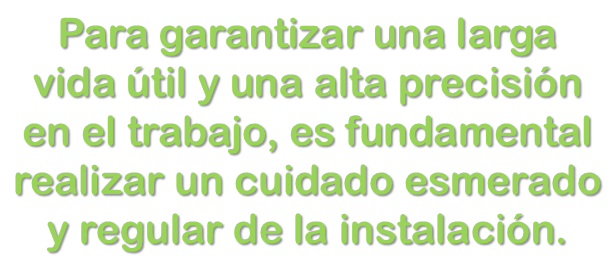 Para garantizar una larga
vida útil y una alta precisión
en el trabajo, es fundamental
realizar un cuidado esmerado
y regular de la instalación.